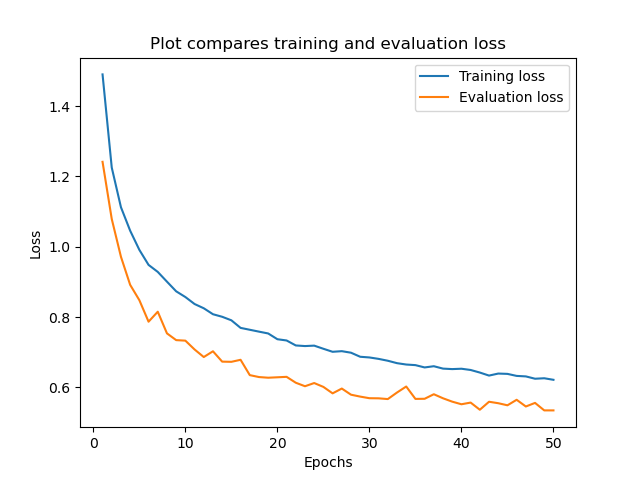 Plot compares training and evaluation loss
Training loss
Evaluation loss
Loss
1.4
1.2
1.0
0.8
0.6
0 10 20 30 40 50
Epochs